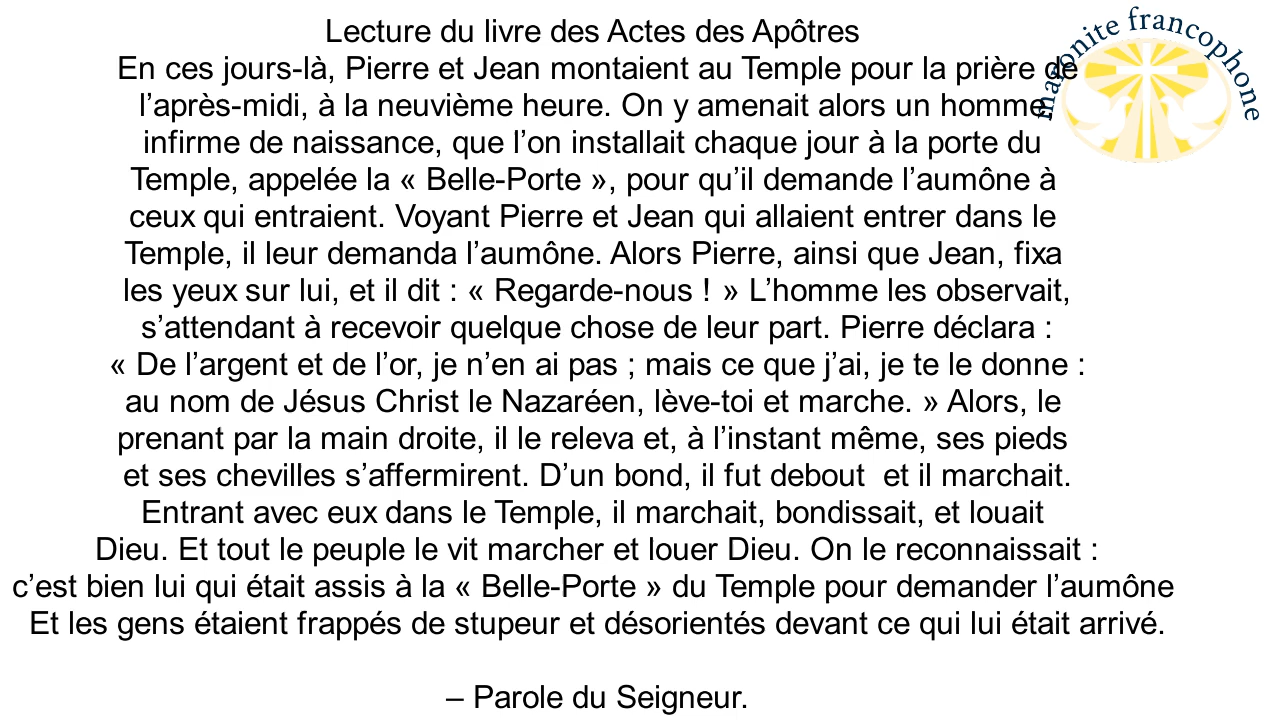 Lecture du livre des Actes des Apôtres
En ces jours-là, Pierre et Jean montaient au Temple pour la prière de
l’après-midi, à la neuvième heure. On y amenait alors un homme
infirme de naissance, que l’on installait chaque jour à la porte du
Temple, appelée la « Belle-Porte », pour qu’il demande l’aumône à
ceux qui entraient. Voyant Pierre et Jean qui allaient entrer dans le
Temple, il leur demanda l’aumône. Alors Pierre, ainsi que Jean, fixa
les yeux sur lui, et il dit : « Regarde-nous ! » L’homme les observait,
s’attendant à recevoir quelque chose de leur part. Pierre déclara :
« De l’argent et de l’or, je n’en ai pas ; mais ce que j’ai, je te le donne :
au nom de Jésus Christ le Nazaréen, lève-toi et marche. » Alors, le
prenant par la main droite, il le releva et, à l’instant même, ses pieds
et ses chevilles s’affermirent. D’un bond, il fut debout  et il marchait.
Entrant avec eux dans le Temple, il marchait, bondissait, et louait
Dieu. Et tout le peuple le vit marcher et louer Dieu. On le reconnaissait :
c’est bien lui qui était assis à la « Belle-Porte » du Temple pour demander l’aumône
Et les gens étaient frappés de stupeur et désorientés devant ce qui lui était arrivé.
– Parole du Seigneur.
francophone